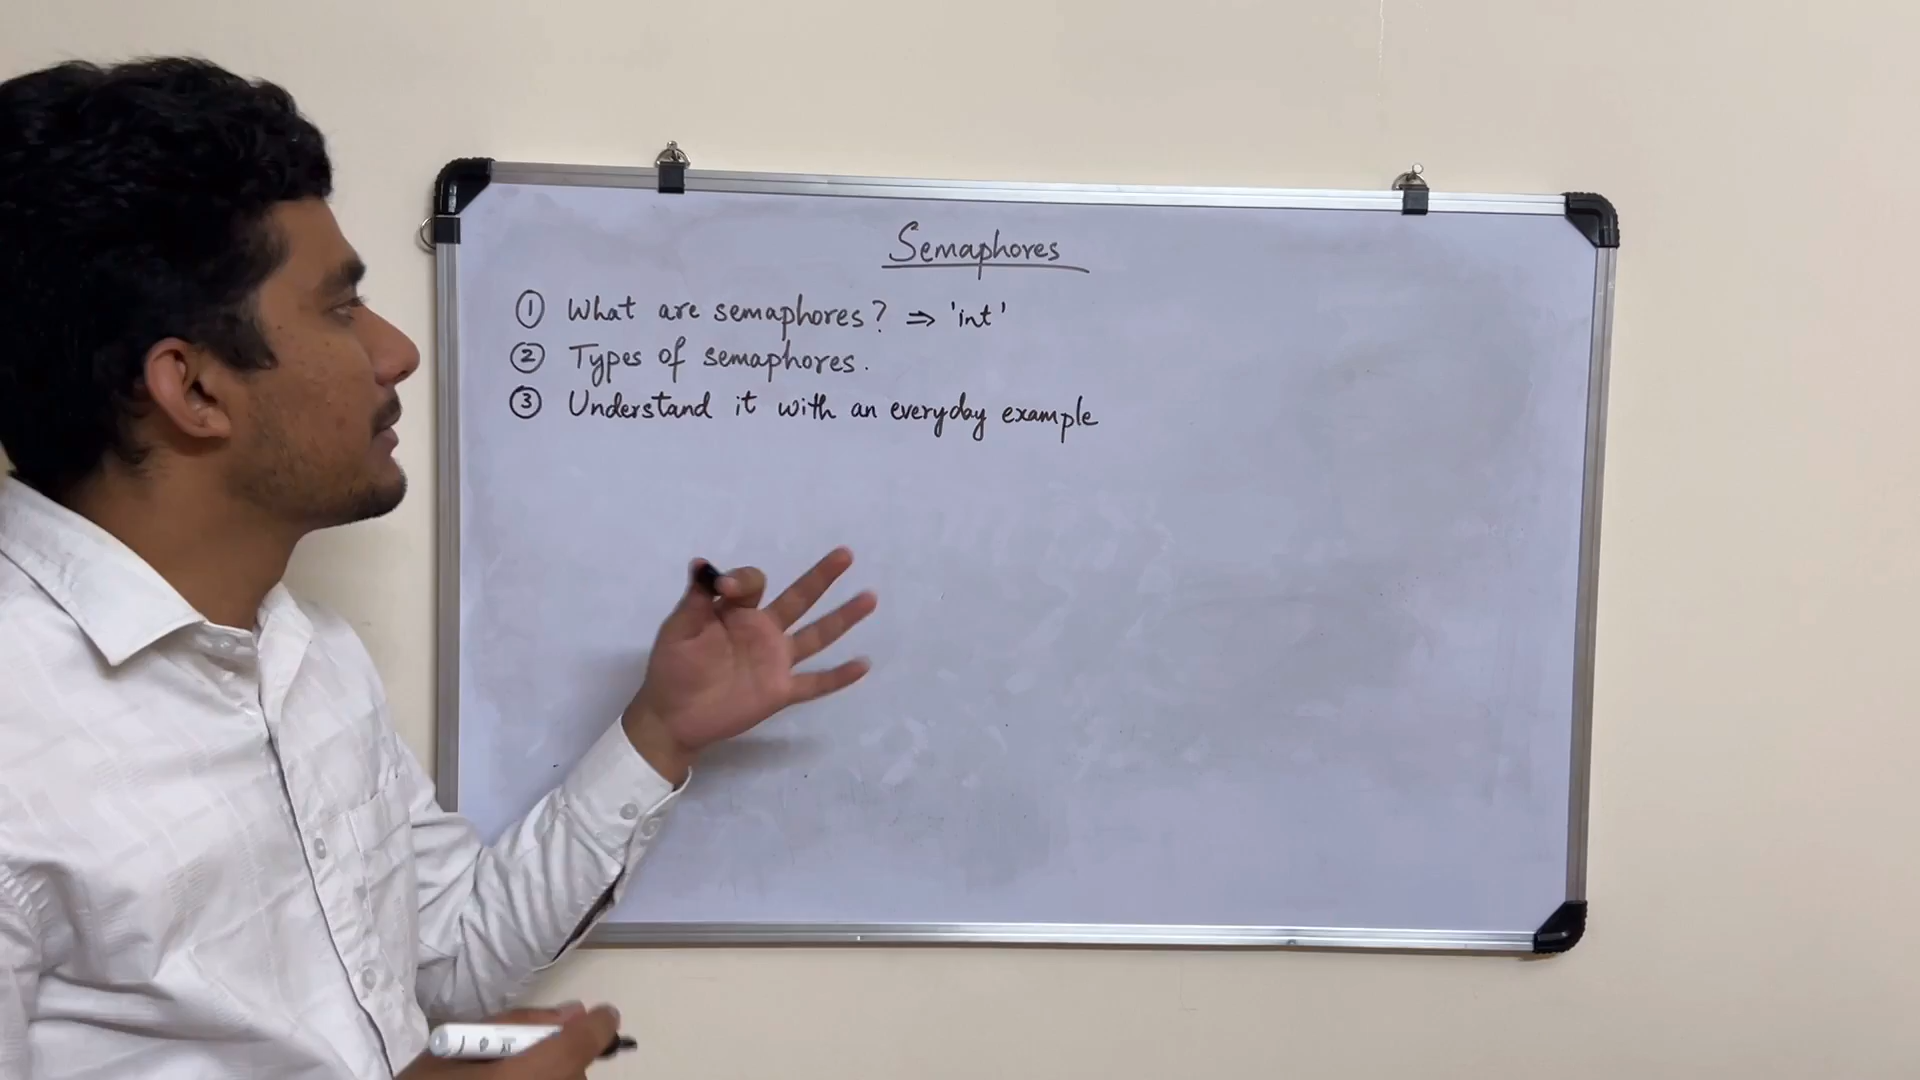 Semaphores
① What are semaphores? ⇒ 'int'
② Types of semaphores.
③ Understand it with an everyday example